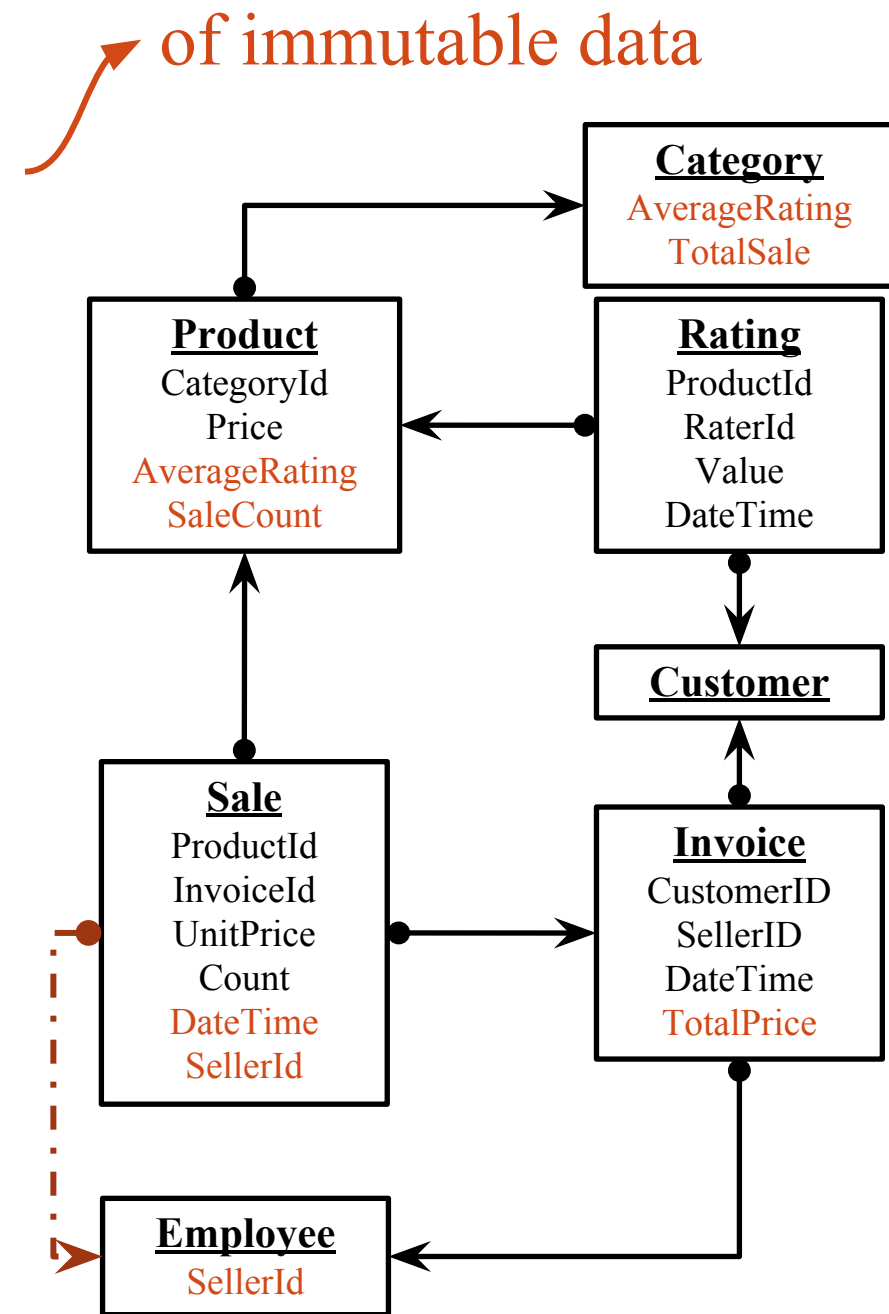 of immutable data
Category
AverageRating
TotalSale
Product
CategoryId
Price
AverageRating
SaleCount
Rating
ProductId
RaterId
Value
DateTime
Customer
Sale
ProductId
InvoiceId
UnitPrice
Count
DateTime
SellerId
Invoice
CustomerID
SellerID
DateTime
TotalPrice
Employee
SellerId